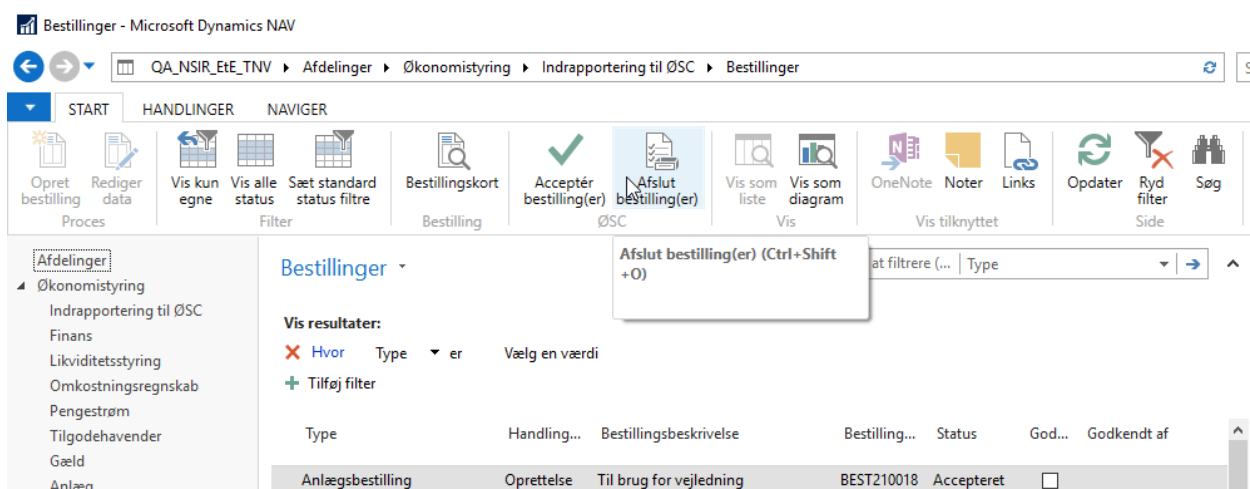 Bestillinger - Microsoft Dynamics NAV
QA_NSIR_EtE_TNV Afdelinger Økonomistyring Indrapportering til ØSC Bestillinger
START HANDLINGER NAVIGER
Opret bestilling
Rediger data
Vis kun egne
Vis alle status
Sæt standard status filtre
Bestillingskort
Acceptér bestilling(er)
Afslut bestilling(er)
Vis som liste
Vis som diagram
OneNote
Noter
Links
Opdater
Ryd filter
Søg
Proces Filter Bestilling ØSC Vis Vis tilknyttet Side
Afdelinger
Økonomistyring
Indrapportering til ØSC
Finans
Likviditetsstyring
Omkostningsregnskab
Pengestrøm
Tilgodehavender
Gæld
Anlæg
Bestillinger
Afslut bestilling(er) (Ctrl+Shift
+O)
at filtrere (... Type
Vis resultater:
Hvor Type er Vælg en værdi
Tilføj filter
Type Handling... Bestillingsbeskrivelse Bestilling... Status God... Godkendt af
Anlægsbestilling Oprettelse Til brug for vejledning BEST210018 Accepteret